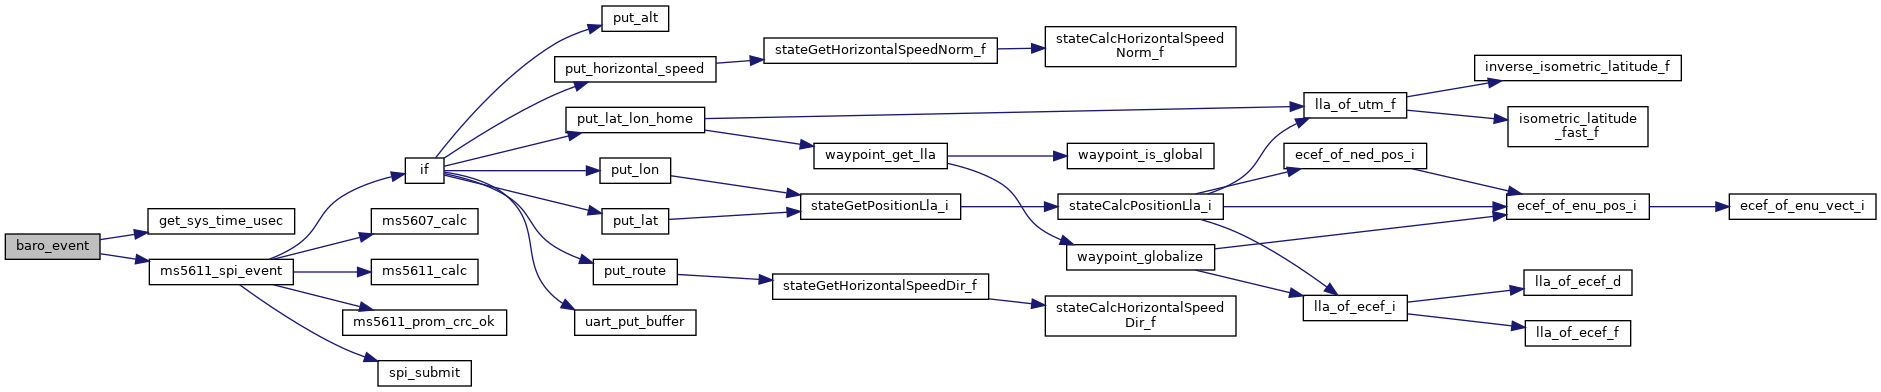 baro_event
get_sys_time_usec
ms5611_spi_event
if
ms5607_calc
ms5611_calc
ms5611_prom_crc_ok
spi_submit
put_alt
put_horizontal_speed
put_lat_lon_home
put_lon
put_lat
put_route
uart_put_buffer
stateGetHorizontalSpeedNorm_f
waypoint_get_lla
stateGetPositionLla_i
stateGetHorizontalSpeedDir_f
stateCalcHorizontalSpeed
Norm_f
waypoint_is_global
stateCalcPositionLla_i
waypoint_globalize
stateCalcHorizontalSpeed
Dir_f
lla_of_utm_f
ecef_of_ned_pos_i
lla_of_ecef_i
inverse_isometric_latitude_f
isometric_latitude
_fast_f
ecef_of_enu_pos_i
lla_of_ecef_d
lla_of_ecef_f
ecef_of_enu_vect_i